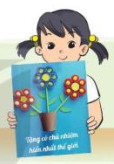 Tặng cô chủ nhiệm
hiền nhất thế giới